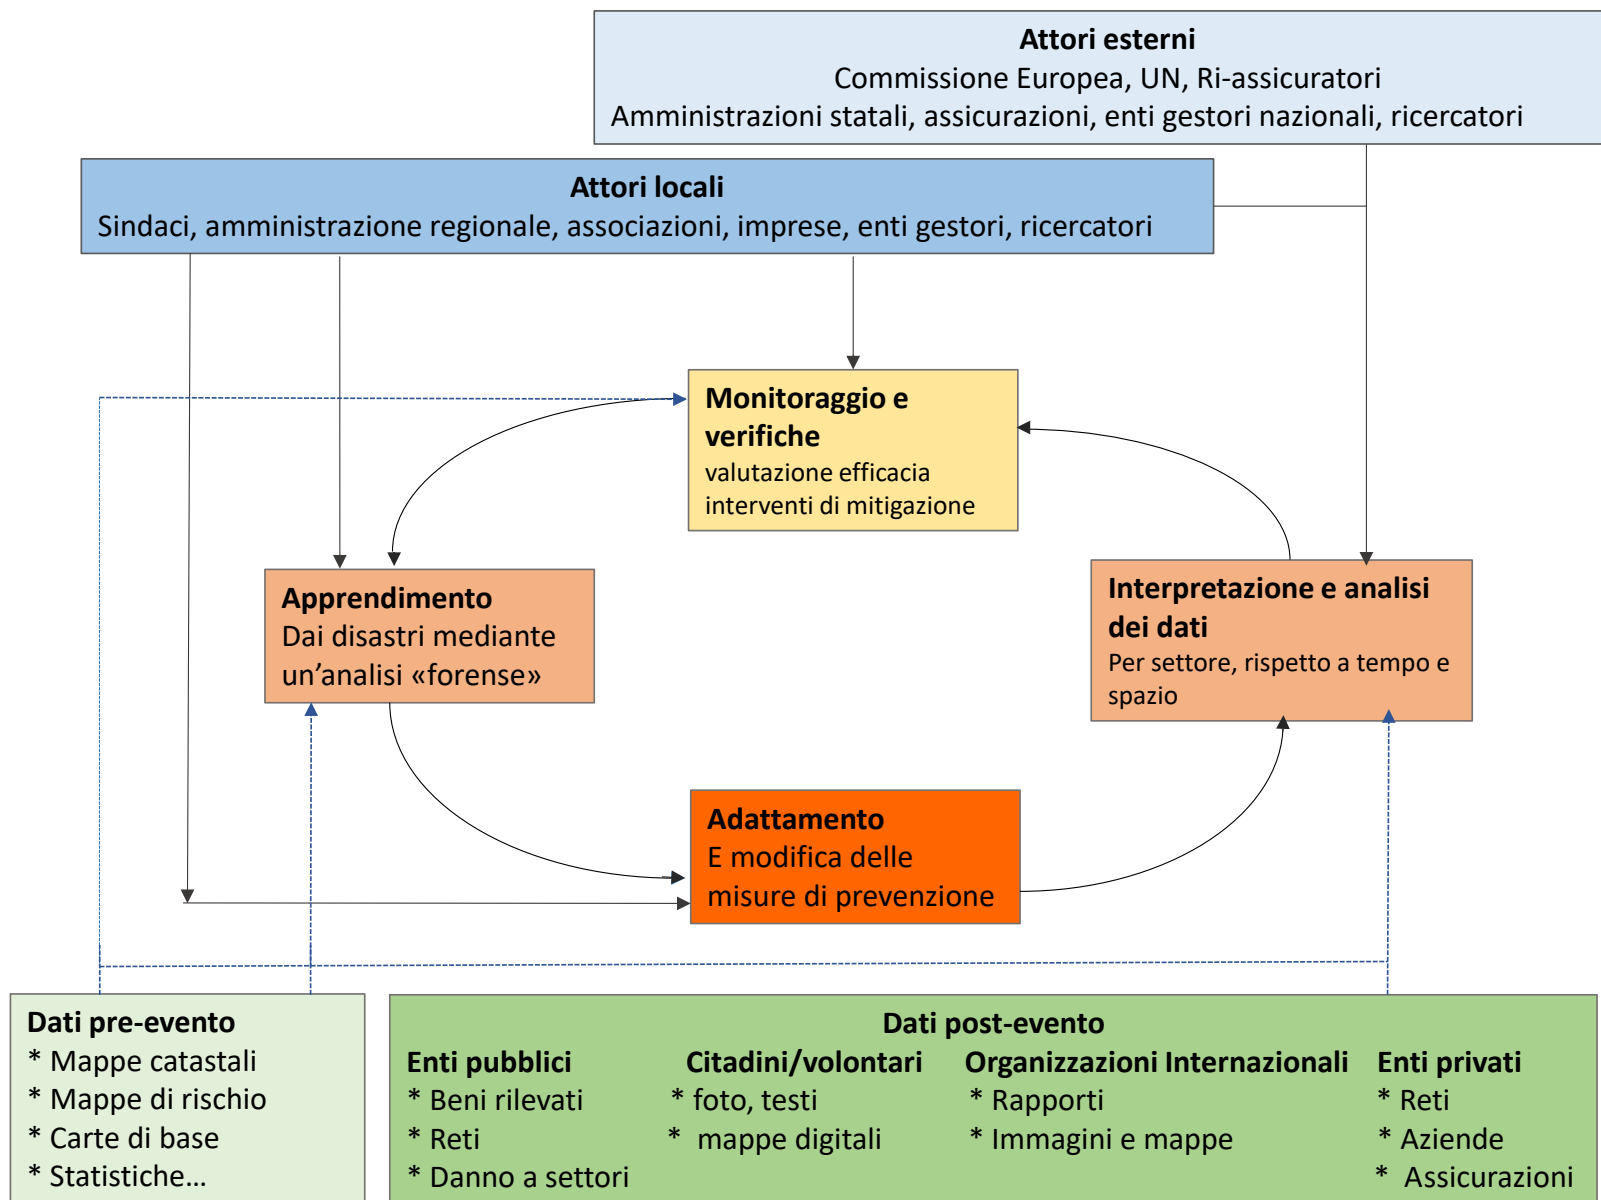 Attori esterni
Commissione Europea, UN, Ri-assicuratori
Amministrazioni statali, assicurazioni, enti gestori nazionali, ricercatori
Attori locali
Sindaci, amministrazione regionale, associazioni, imprese, enti gestori, ricercatori
Monitoraggio e
verifiche
valutazione efficacia
interventi di mitigazione
Apprendimento
Dai disastri mediante
un'analisi «forense»
Interpretazione e analisi
dei dati
Per settore, rispetto a tempo e
spazio
Adattamento
E modifica delle
misure di prevenzione
Dati pre-evento
* Mappe catastali
* Mappe di rischio
* Carte di base
* Statistiche…
Dati post-evento
Enti pubblici
* Beni rilevati
* Reti
* Danno a settori
Citadini/volontari
* foto, testi
* mappe digitali
Organizzazioni Internazionali
* Rapporti
* Immagini e mappe
Enti privati
* Reti
* Aziende
* Assicurazioni